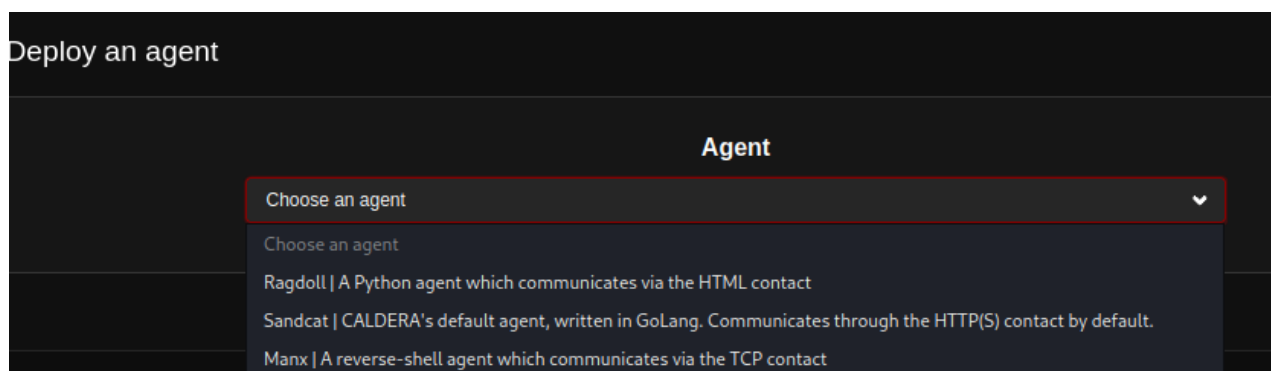 Deploy an agent
Agent
Choose an agent
Choose an agent
Ragdoll | A Python agent which communicates via the HTML contact
Sandcat | CALDERA's default agent, written in GoLang. Communicates through the HTTP(S) contact by default.
Manx | A reverse-shell agent which communicates via the TCP contact